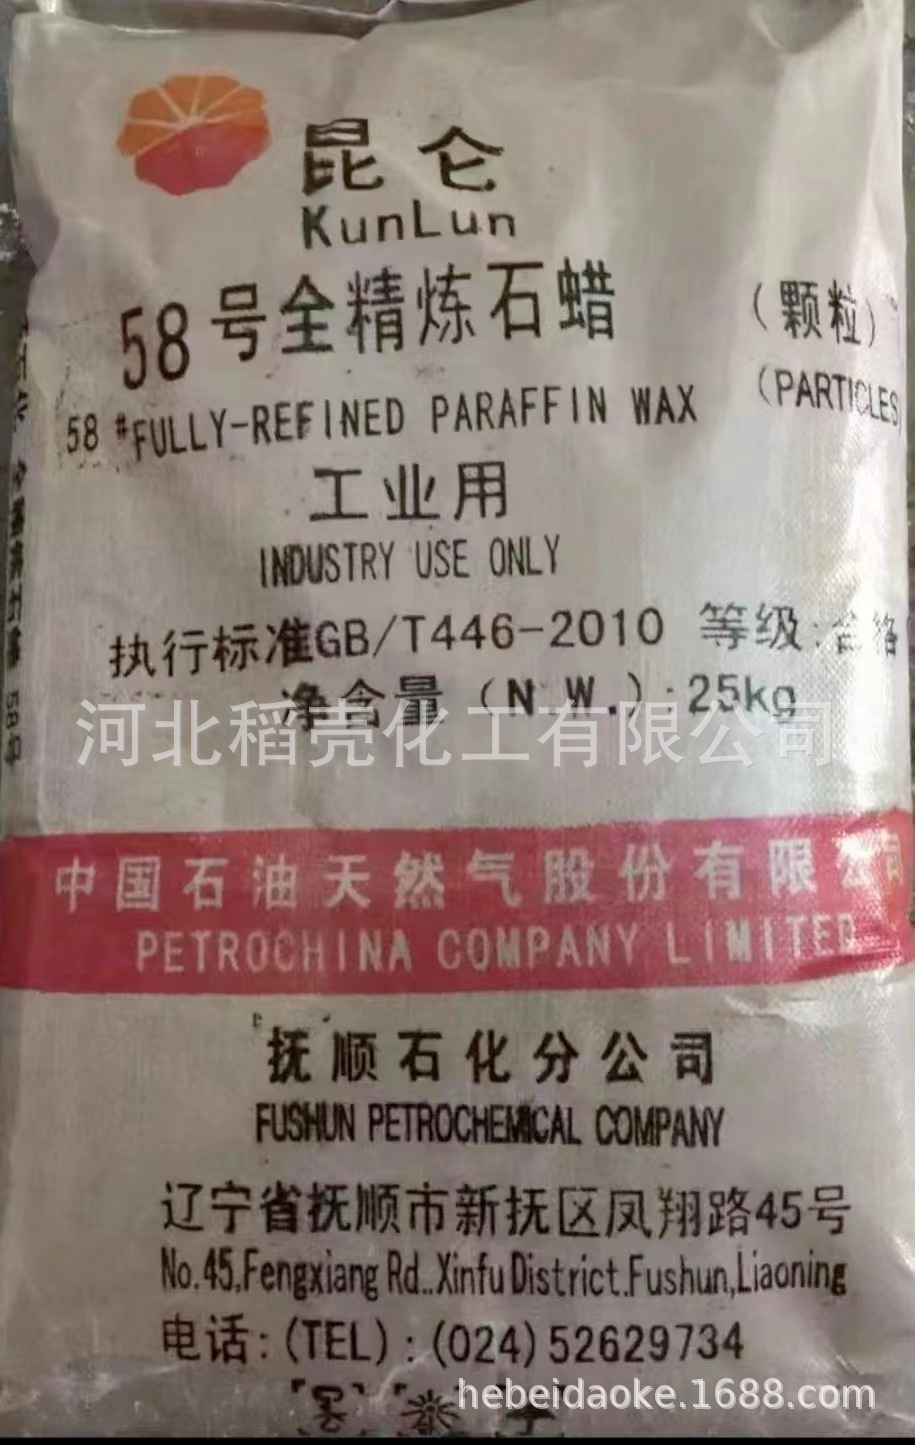 昆仑
KunLun
58号全精炼石蜡 (颗粒)
58 #FULLY-REFINED PARAFFIN WAX (PARTICLES)
工业用
INDUSTRY USE ONLY
执行标准GB/T446-2010 等级:合格
净含量(N.W.):25kg
河北稻壳化工有限公司
中国石油天然气股份有限公司
PETROCHINA COMPANY LIMITED
抚顺石化分公司
FUSHUN PETROCHEMICAL COMPANY
辽宁省抚顺市新抚区凤翔路45号
No.45,Fengxiang Rd..Xinfu District.Fushun,Liaoning
电话:(TEL):(024)52629734
hebeidaoke.1688.com